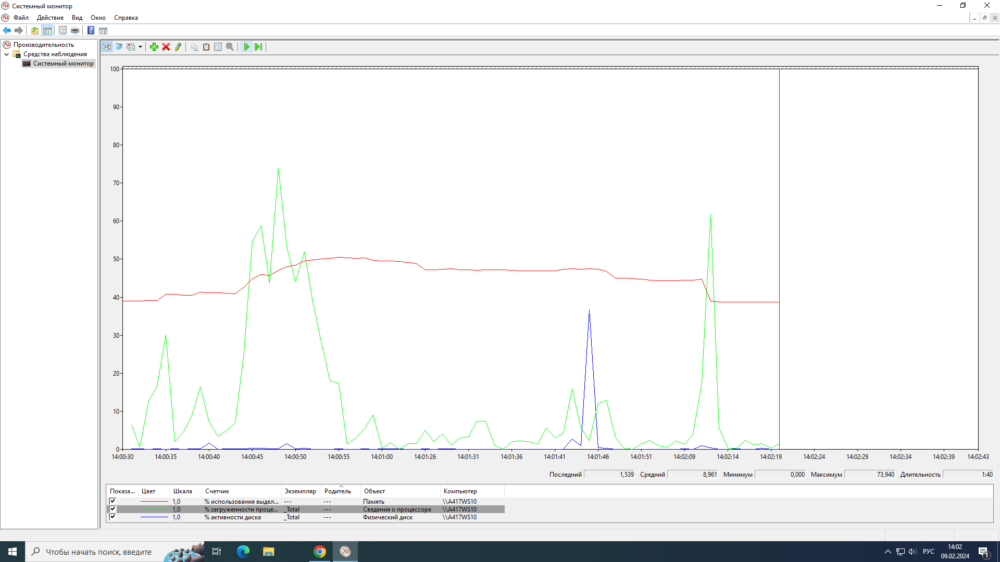 Системный монитор
Файл Действие Вид Окно Справка
Производительность
Средства наблюдения
Системный монитор
100
90
80
70
60
50
40
30
20
10
0
14:00:30 14:00:35 14:00:40 14:00:45 14:00:50 14:00:55 14:01:00 14:01:26 14:01:31 14:01:36 14:01:41 14:01:46 14:01:51 14:02:09 14:02:14 14:02:19 14:02:24 14:02:29 14:02:34 14:02:39 14:02:43
Последний 1,539 Средний 8,961 Минимум 0,000 Максимум 73,940 Длительность 1:40
Показа... Цвет Шкала Счетчик Экземпляр Родитель Объект Компьютер
1,0 % использования выдел... --- --- Память \\A417WS10
1,0 % загруженности проце... _Total --- Сведения о процессоре \\A417WS10
1,0 % активности диска _Total --- Физический диск \\A417WS10
Чтобы начать поиск, введите
РУС
14:02
09.02.2024
1